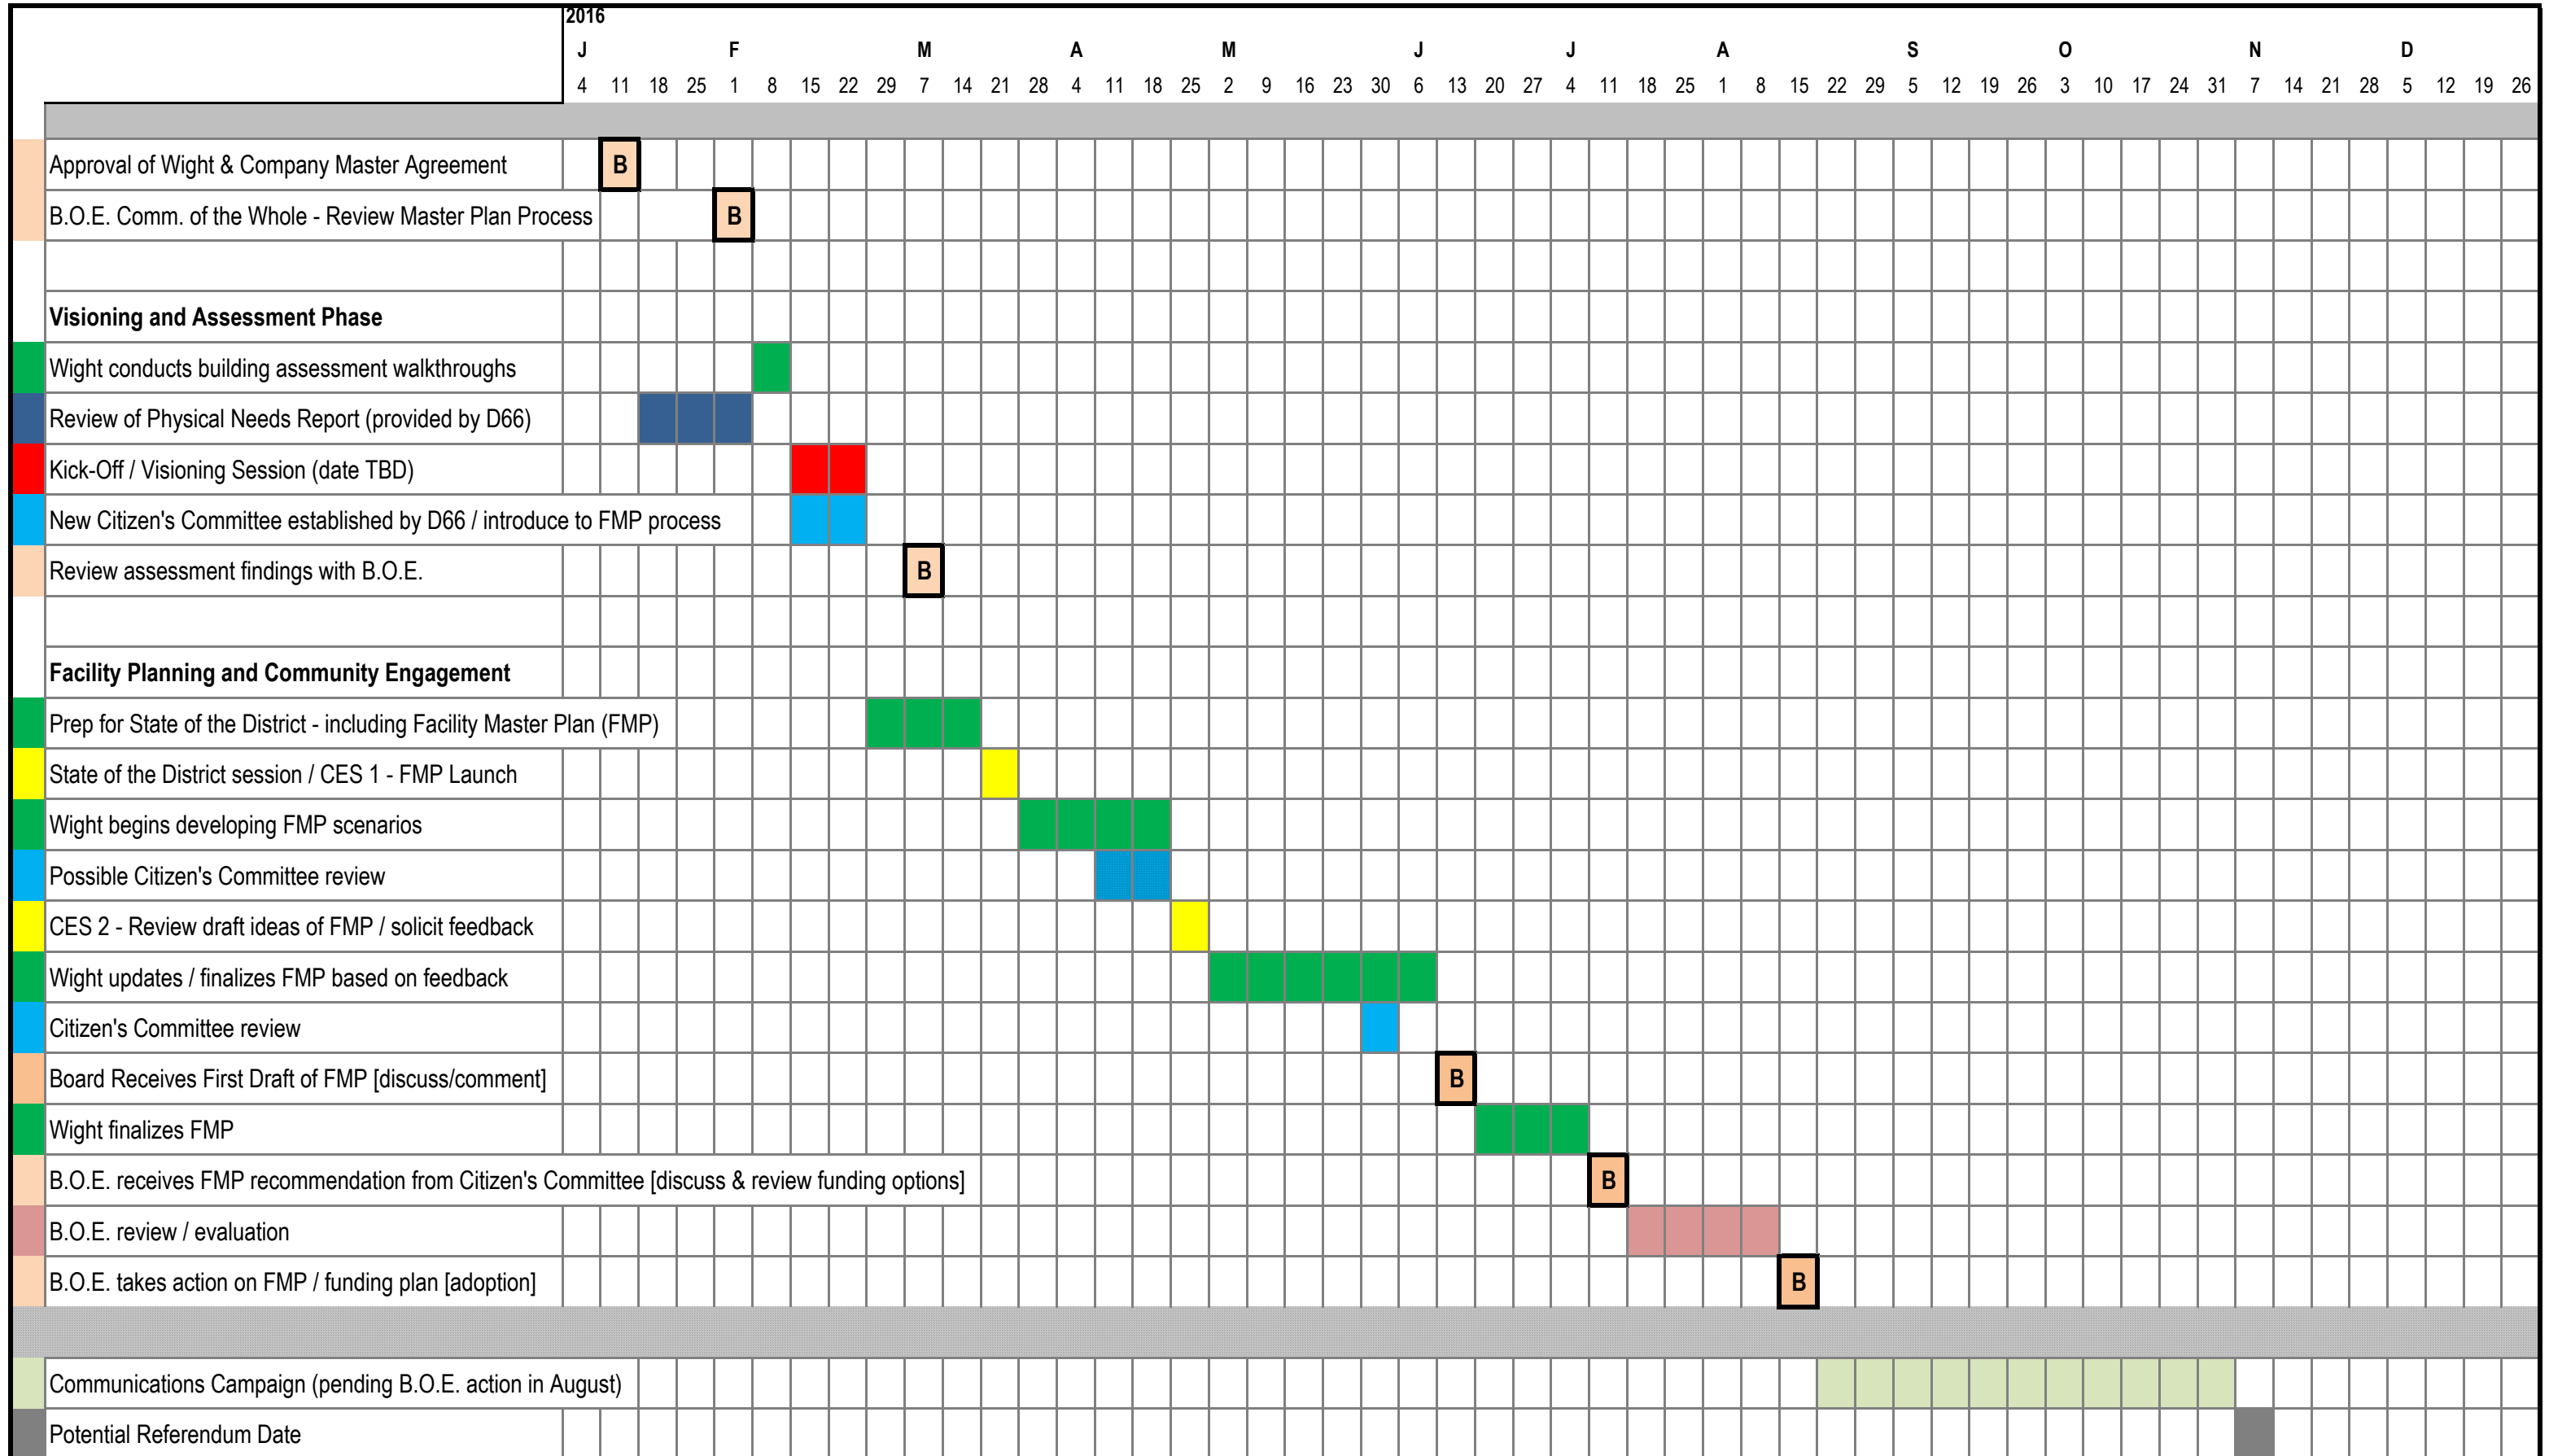 2016
J F M A M J J A S O N D
4 11 18 25 1 8 15 22 29 7 14 21 28 4 11 18 25 2 9 16 23 30 6 13 20 27 4 11 18 25 1 8 15 22 29 5 12 19 26 3 10 17 24 31 7 14 21 28 5 12 19 26
Approval of Wight & Company Master Agreement B
B.O.E. Comm. of the Whole - Review Master Plan Process B
Visioning and Assessment Phase
Wight conducts building assessment walkthroughs
Review of Physical Needs Report (provided by D66)
Kick-Off / Visioning Session (date TBD)
New Citizen's Committee established by D66 / introduce to FMP process
Review assessment findings with B.O.E. B
Facility Planning and Community Engagement
Prep for State of the District - including Facility Master Plan (FMP)
State of the District session / CES 1 - FMP Launch
Wight begins developing FMP scenarios
Possible Citizen's Committee review
CES 2 - Review draft ideas of FMP / solicit feedback
Wight updates / finalizes FMP based on feedback
Citizen's Committee review
Board Receives First Draft of FMP [discuss/comment] B
Wight finalizes FMP
B.O.E. receives FMP recommendation from Citizen's Committee [discuss & review funding options] B
B.O.E. review / evaluation
B.O.E. takes action on FMP / funding plan [adoption] B
Communications Campaign (pending B.O.E. action in August)
Potential Referendum Date